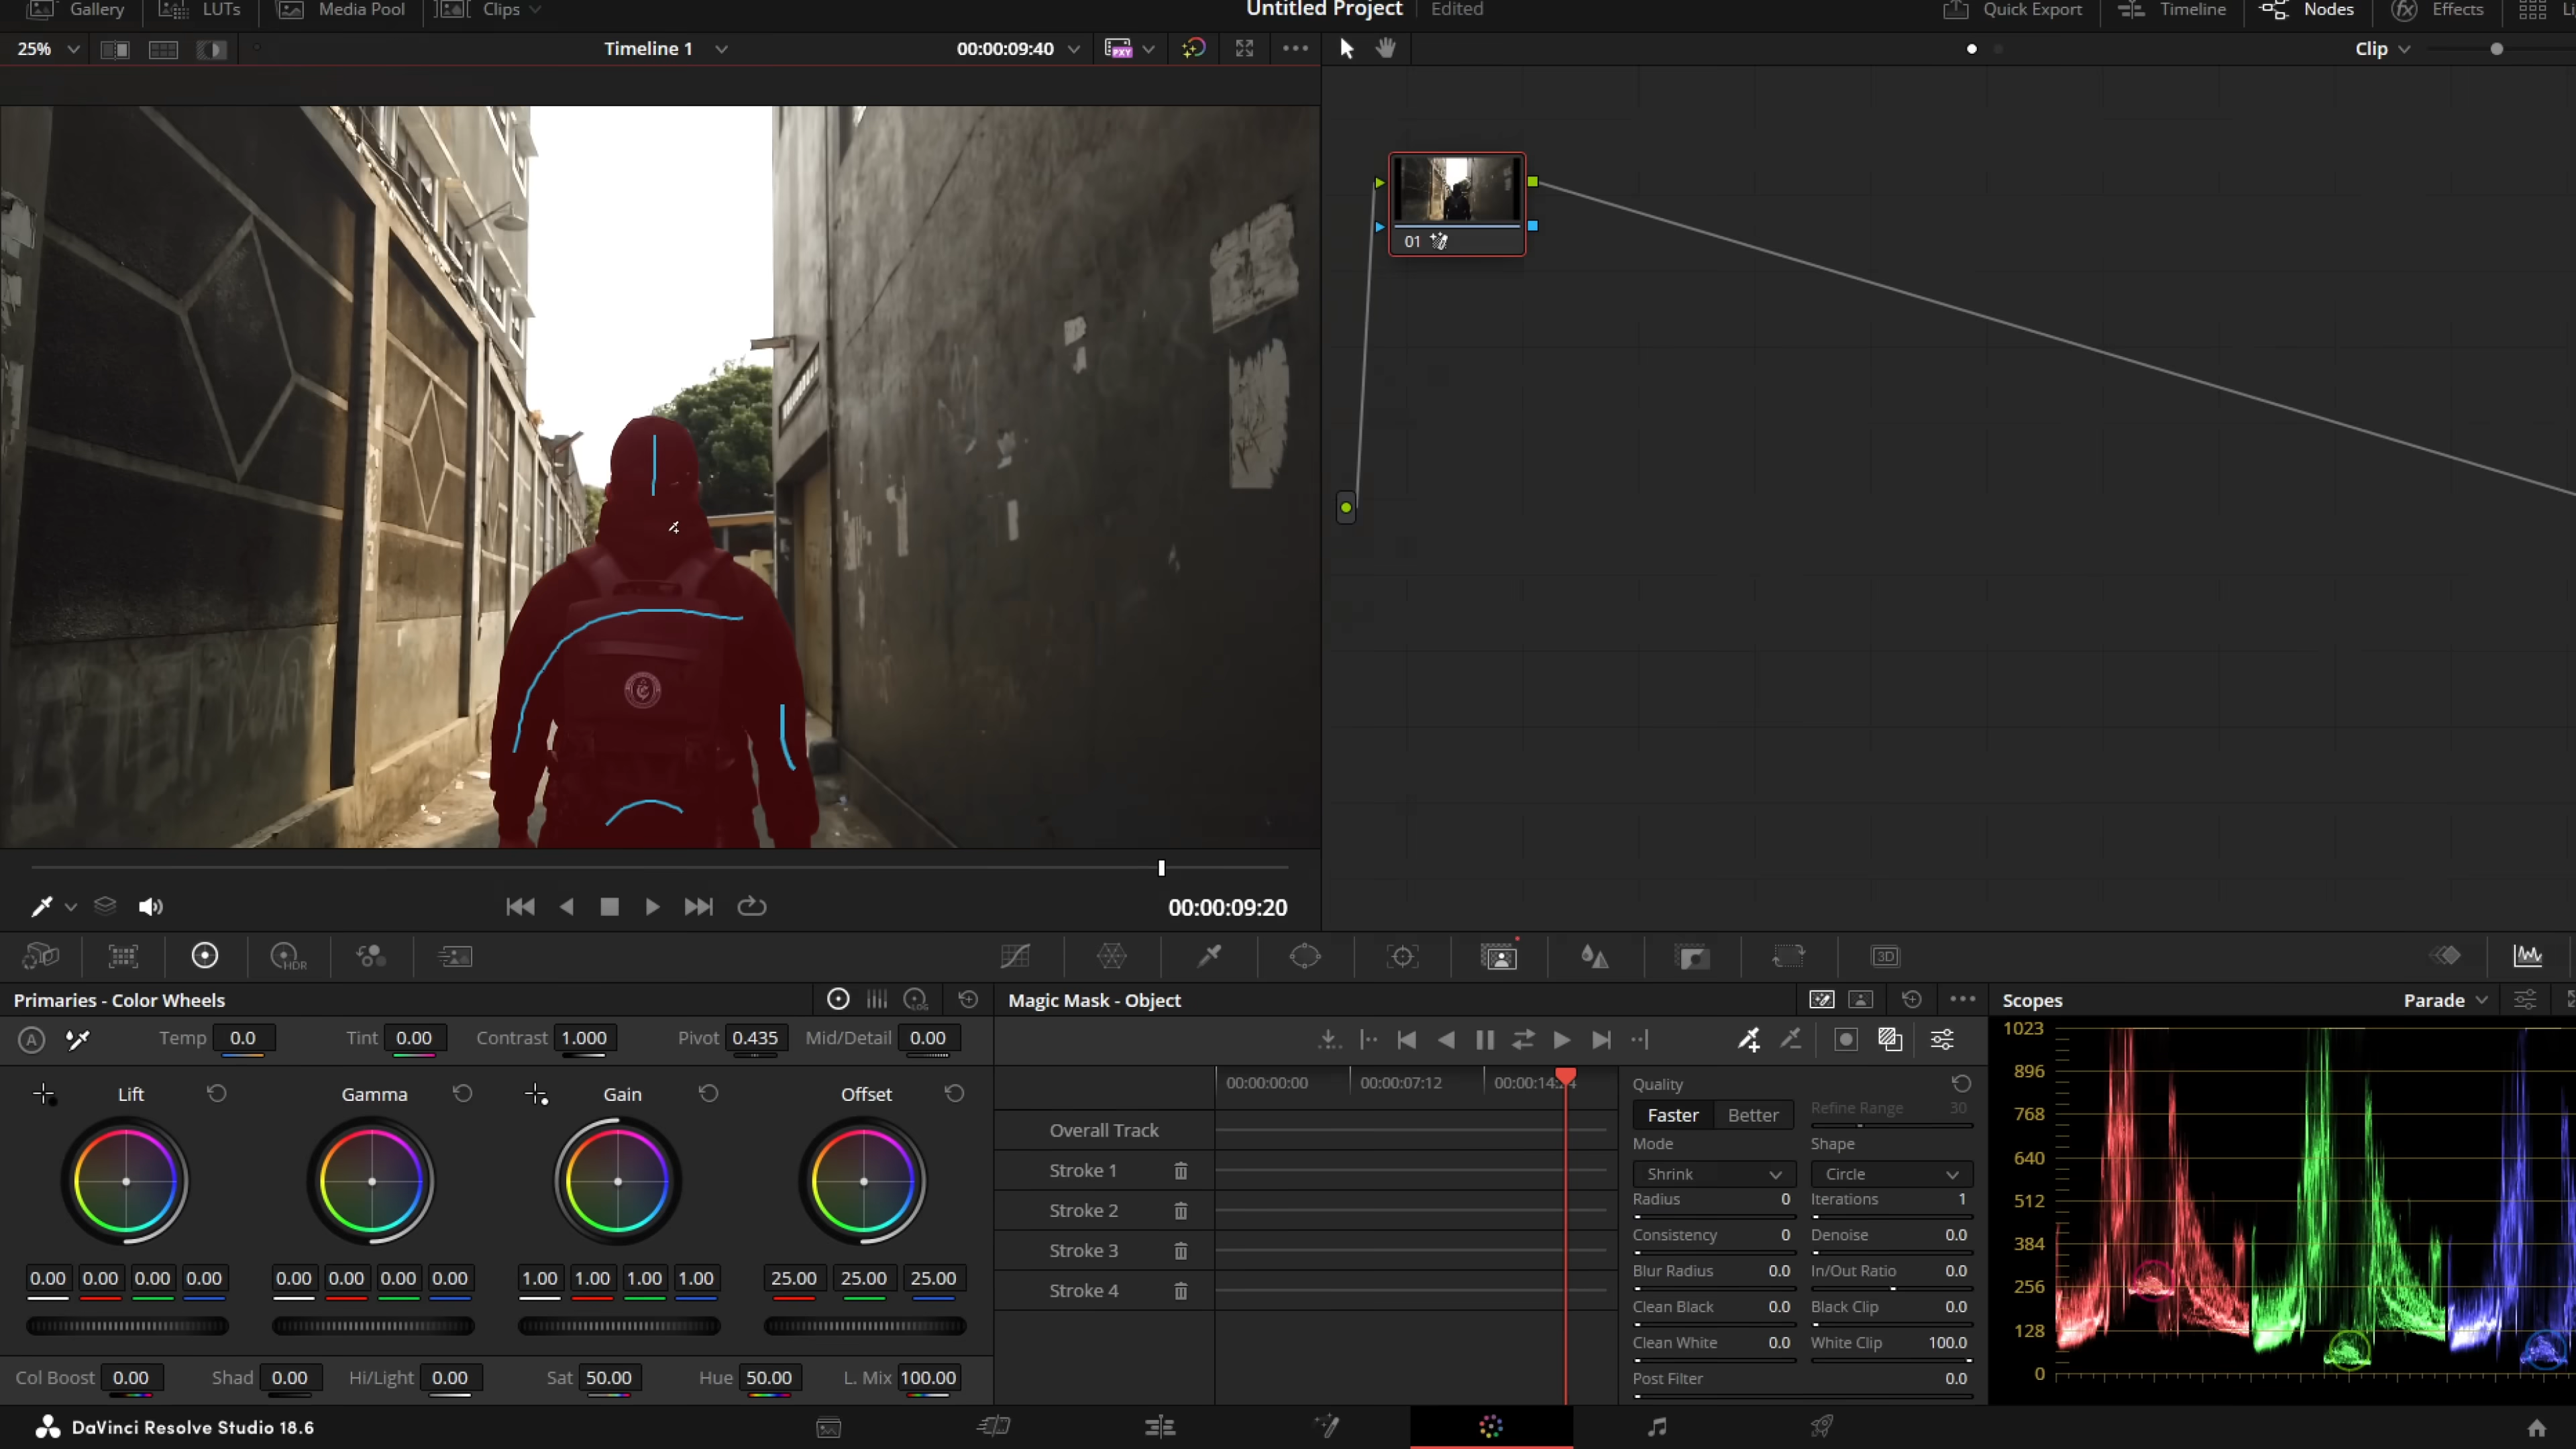 Gallery LUTs Media Pool Clips Untitled Project Edited Quick Export Timeline Nodes Effects
25% Timeline 1 00:00:09:40 PXY Clip
01
00:00:09:20
HDR 3D
Primaries - Color Wheels LOG Magic Mask - Object Scopes Parade
A Temp 0.0 Tint 0.00 Contrast 1.000 Pivot 0.435 Mid/Detail 0.00
Lift Gamma Gain Offset
0.00 0.00 0.00 0.00 0.00 0.00 0.00 0.00 1.00 1.00 1.00 1.00 25.00 25.00 25.00
Col Boost 0.00 Shad 0.00 Hi/Light 0.00 Sat 50.00 Hue 50.00 L. Mix 100.00
00:00:00:00 00:00:07:12
Overall Track
Stroke 1
Stroke 2
Stroke 3
Stroke 4
Quality
Faster Better Refine Range 30
Mode Shape
Shrink Circle
Radius 0 Iterations 1
Consistency 0 Denoise 0.0
Blur Radius 0.0 In/Out Ratio 0.0
Clean Black 0.0 Black Clip 0.0
Clean White 0.0 White Clip 100.0
Post Filter 0.0
1023
896
768
640
512
384
256
128
0
DaVinci Resolve Studio 18.6